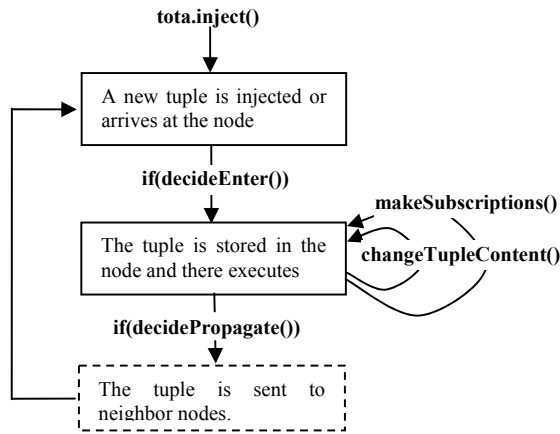 tota.inject()
A new tuple is injected or
arrives at the node
if(decideEnter())
makeSubscriptions()
The tuple is stored in the
node and there executes
changeTupleContent()
if(decidePropagate())
The tuple is sent to
neighbor nodes.